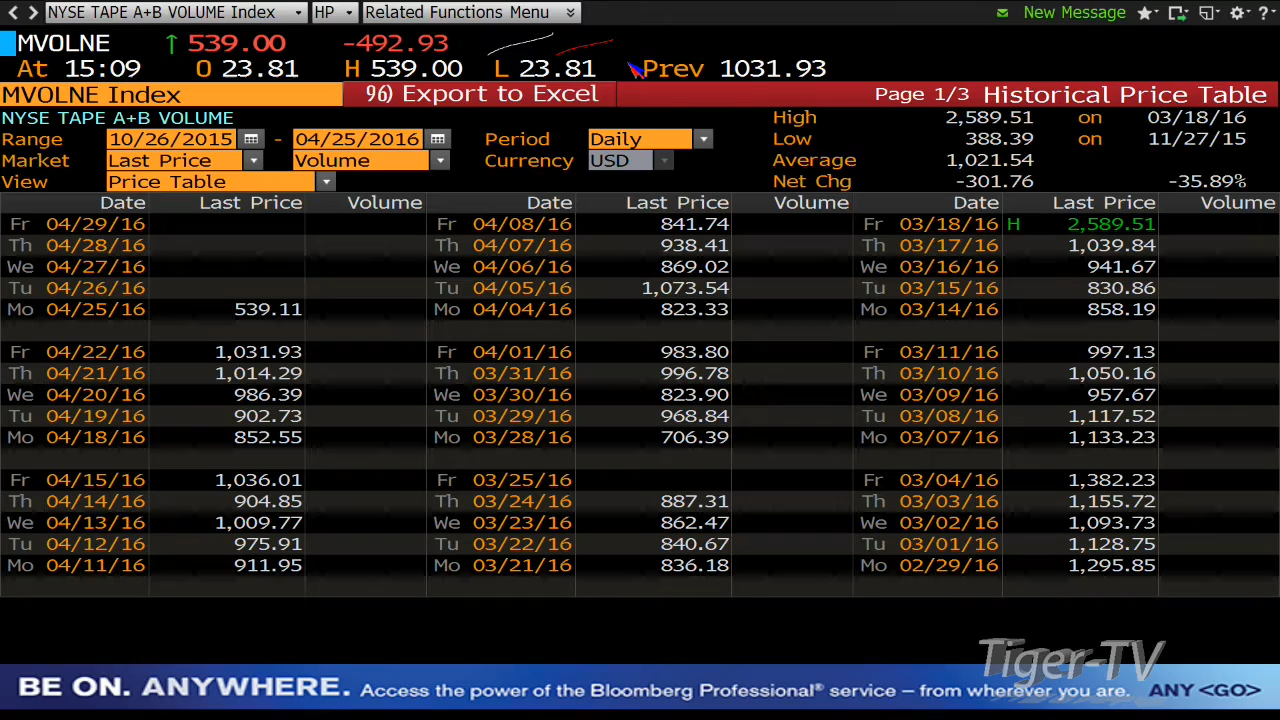 NYSE TAPE A+B VOLUME Index HP Related Functions Menu New Message ?
MVOLNE ↑ 539.00 -492.93
At 15:09 O 23.81 H 539.00 L 23.81 Prev 1031.93
MVOLNE Index 96) Export to Excel Page 1/3 Historical Price Table
NYSE TAPE A+B VOLUME High 2,589.51 on 03/18/16
Range 10/26/2015 - 04/25/2016 Period Daily Low 388.39 on 11/27/15
Market Last Price Volume Currency USD Average 1,021.54
View Price Table Net Chg -301.76 -35.89%
Date Last Price Volume Date Last Price Volume Date Last Price Volume
Fr 04/29/16 Fr 04/08/16 841.74 Fr 03/18/16 H 2,589.51
Th 04/28/16 Th 04/07/16 938.41 Th 03/17/16 1,039.84
We 04/27/16 We 04/06/16 869.02 We 03/16/16 941.67
Tu 04/26/16 Tu 04/05/16 1,073.54 Tu 03/15/16 830.86
Mo 04/25/16 539.11 Mo 04/04/16 823.33 Mo 03/14/16 858.19
Fr 04/22/16 1,031.93 Fr 04/01/16 983.80 Fr 03/11/16 997.13
Th 04/21/16 1,014.29 Th 03/31/16 996.78 Th 03/10/16 1,050.16
We 04/20/16 986.39 We 03/30/16 823.90 We 03/09/16 957.67
Tu 04/19/16 902.73 Tu 03/29/16 968.84 Tu 03/08/16 1,117.52
Mo 04/18/16 852.55 Mo 03/28/16 706.39 Mo 03/07/16 1,133.23
Fr 04/15/16 1,036.01 Fr 03/25/16 Fr 03/04/16 1,382.23
Th 04/14/16 904.85 Th 03/24/16 887.31 Th 03/03/16 1,155.72
We 04/13/16 1,009.77 We 03/23/16 862.47 We 03/02/16 1,093.73
Tu 04/12/16 975.91 Tu 03/22/16 840.67 Tu 03/01/16 1,128.75
Mo 04/11/16 911.95 Mo 03/21/16 836.18 Mo 02/29/16 1,295.85
Tiger-TV
BE ON. ANYWHERE. Access the power of the Bloomberg Professional® service – from wherever you are. ANY <GO>